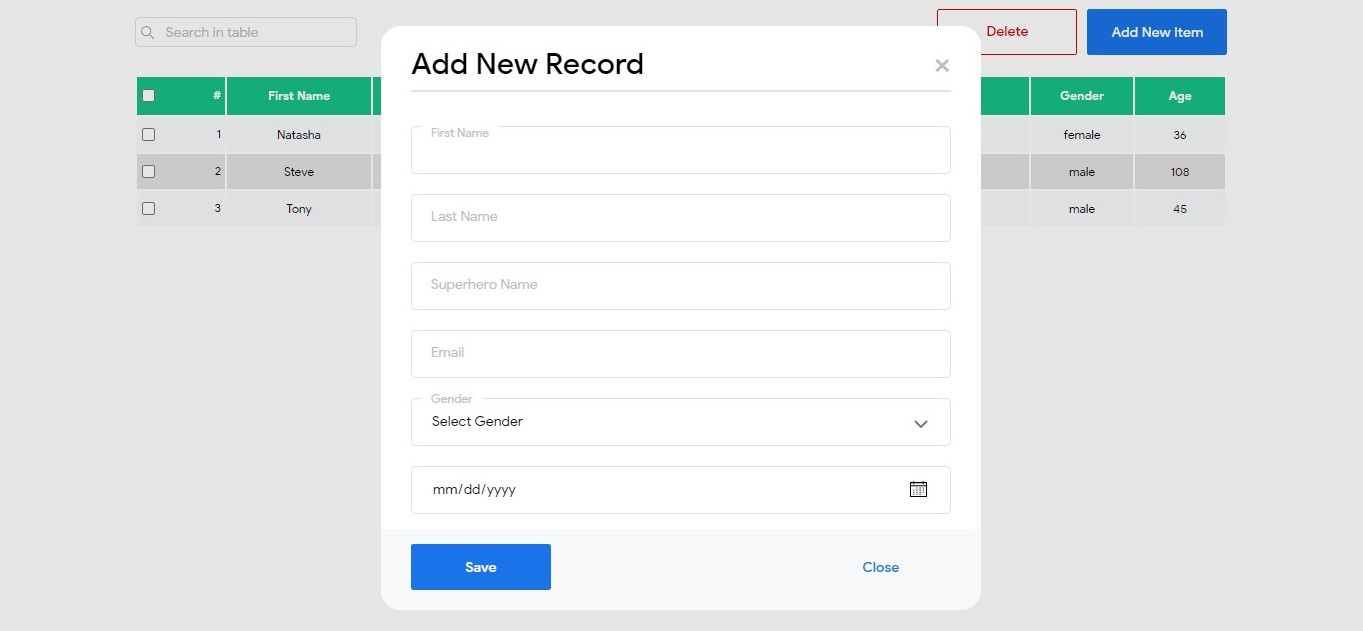 Search in table
Delete
Add New Item
Add New Record
# First Name Gender Age
1 Natasha female 36
2 Steve male 108
3 Tony male 45
First Name
Last Name
Superhero Name
Email
Gender
Select Gender
mm/dd/yyyy
Save
Close